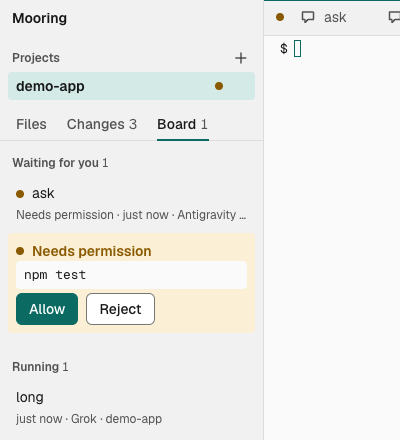 Mooring
Projects
demo-app
Files Changes 3 Board 1
Waiting for you 1
ask
Needs permission · just now · Antigravity …
Needs permission
npm test
Allow Reject
Running 1
long
just now · Grok · demo-app
ask
$